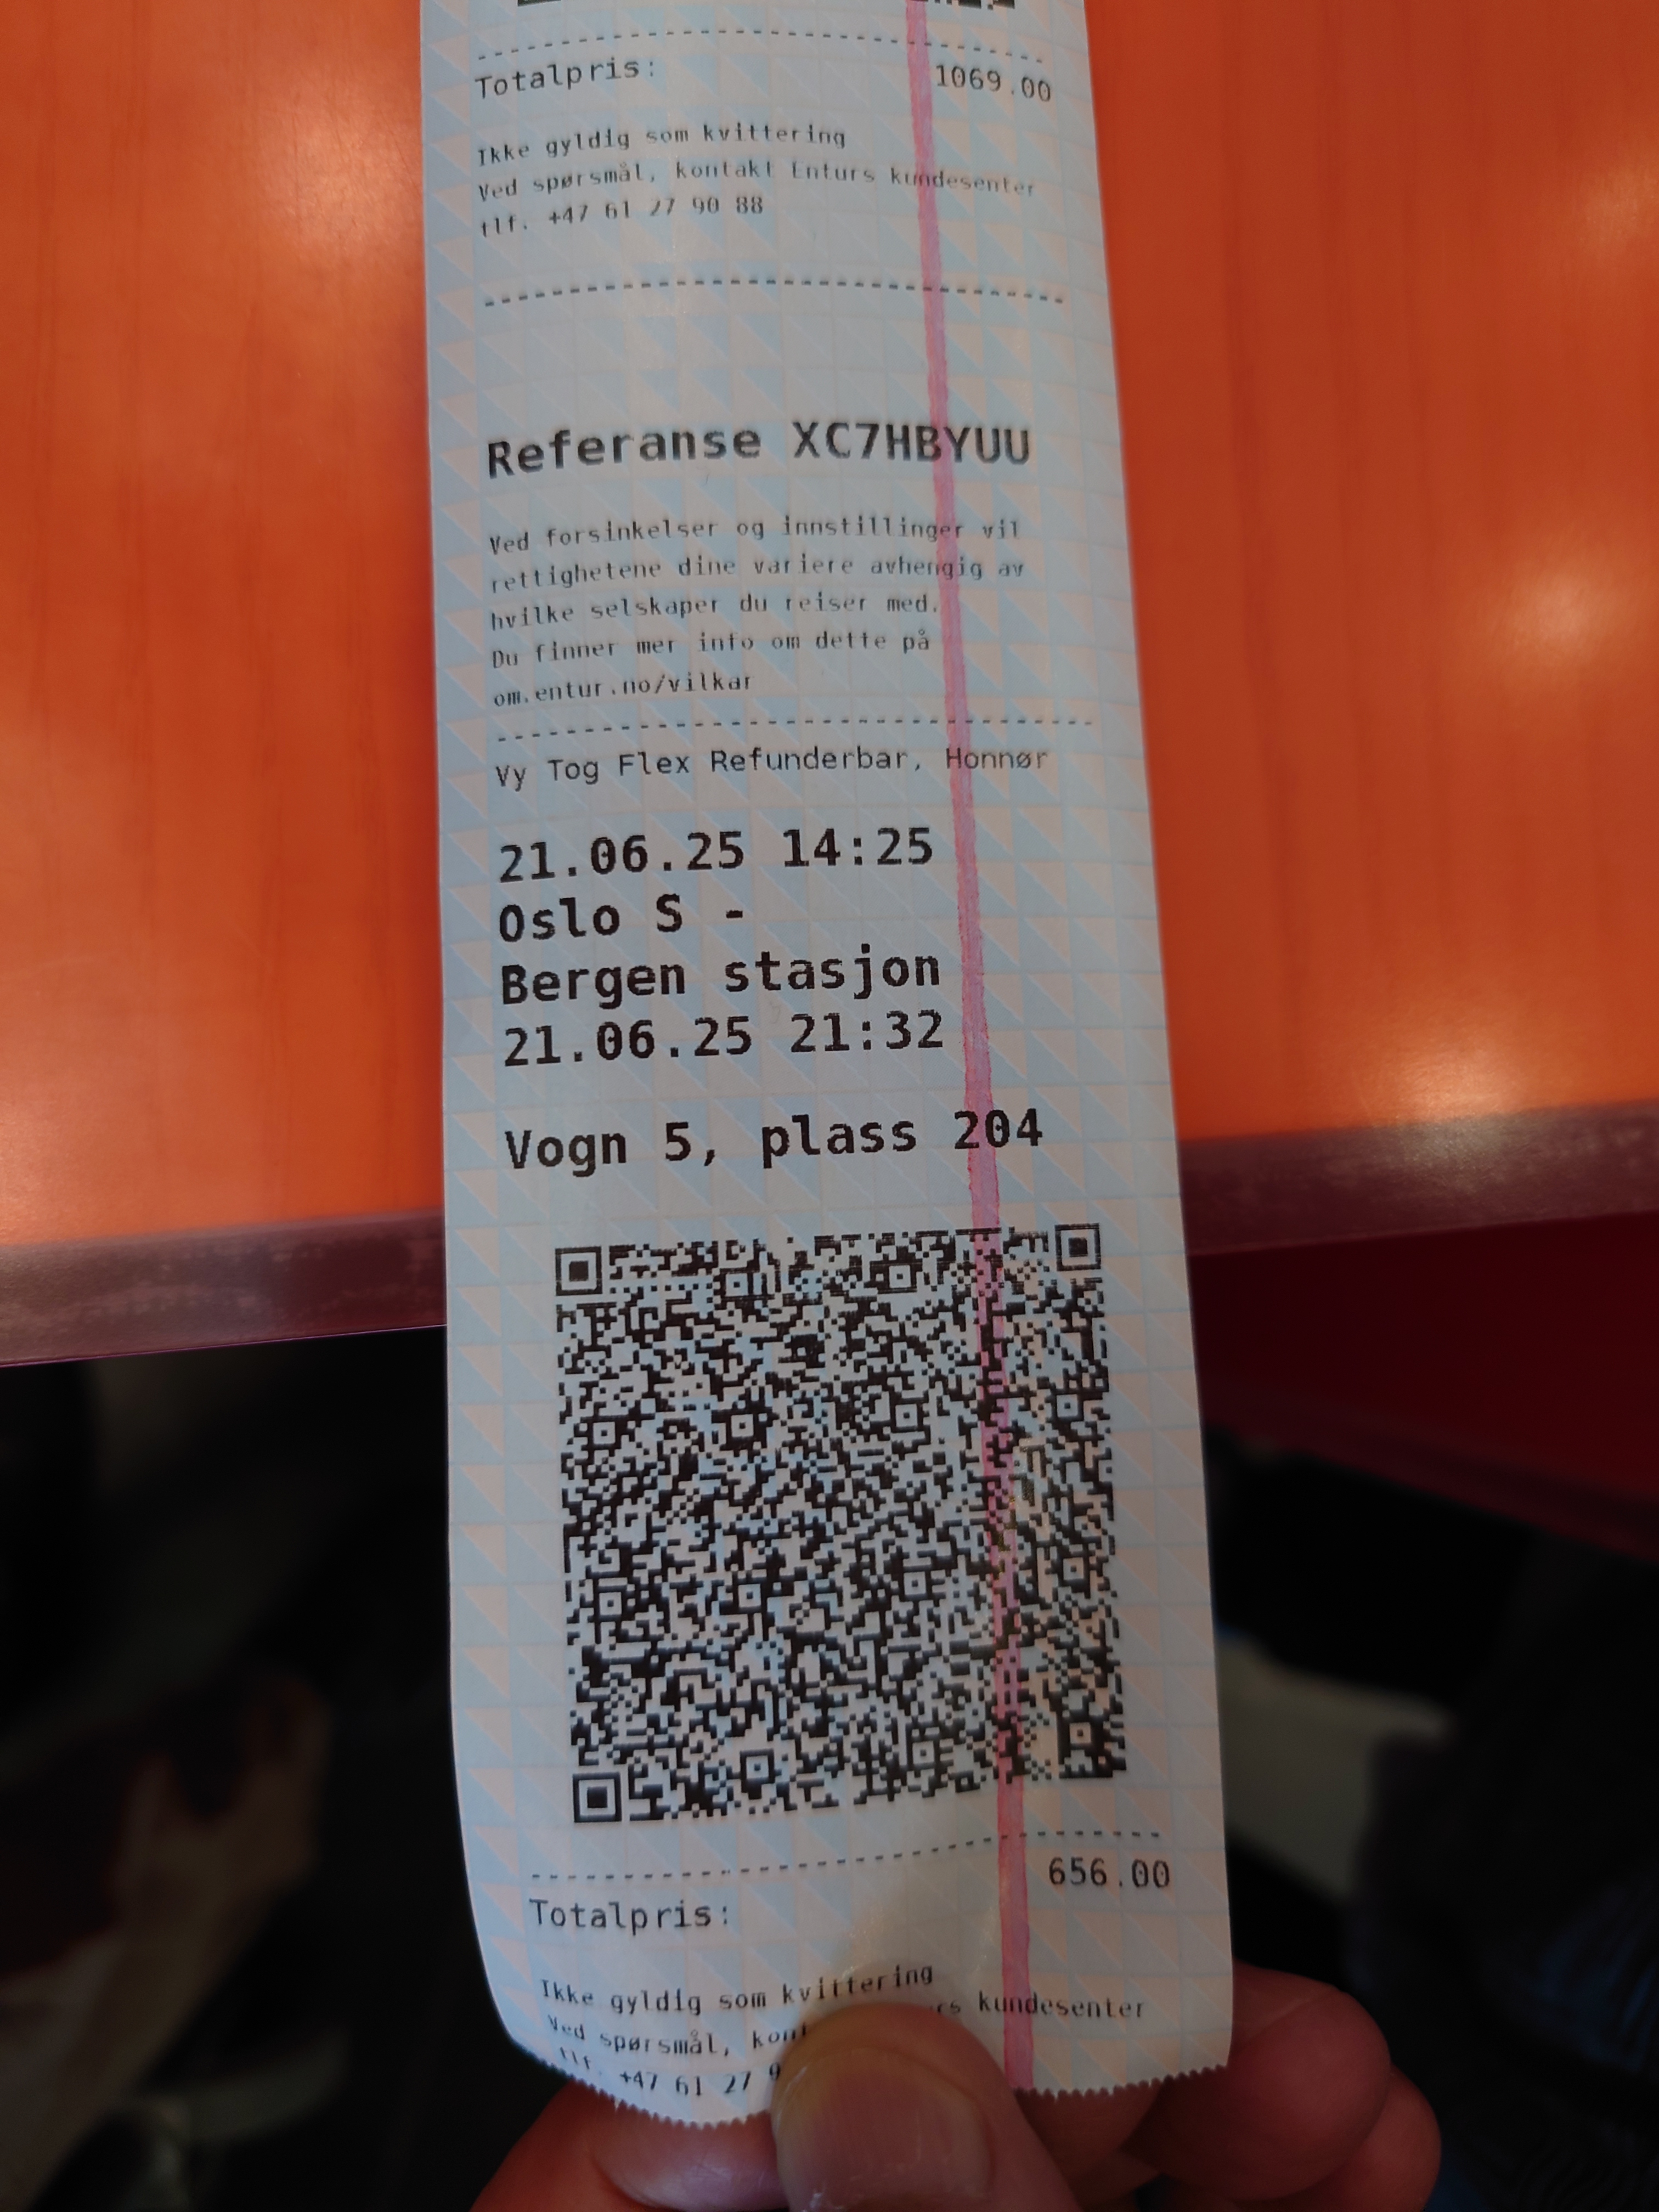 Totalpris: 1069.00
Ikke gyldig som kvittering
Ved spørsmål, kontakt Enturs kundesenter
tlf. +47 61 27 90 88
Referanse XC7HBYUU
Ved forsinkelser og innstillinger vil
rettighetene dine variere avhengig av
hvilke selskaper du reiser med.
Du finner mer info om dette på
om.entur.no/vilkar
Vy Tog Flex Refunderbar, Honnør
21.06.25 14:25
Oslo S -
Bergen stasjon
21.06.25 21:32
Vogn 5, plass 204
Totalpris: 656.00
Ikke gyldig som kvittering
Ved spørsmål, kundesenter
tlf. +47 61 27